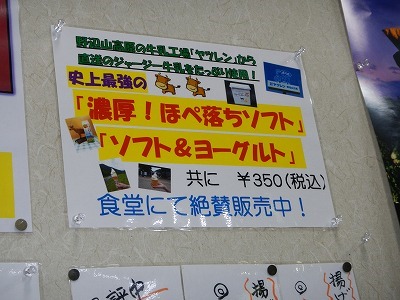 野辺山高原の牛乳工場「ヤツレン」から
直送のジャージー牛乳をたっぷり使用！
史上最強の
「濃厚！ほぺ落ちソフト」
「ソフト＆ヨーグルト」
共に ￥350(税込)
食堂にて絶賛販売中！